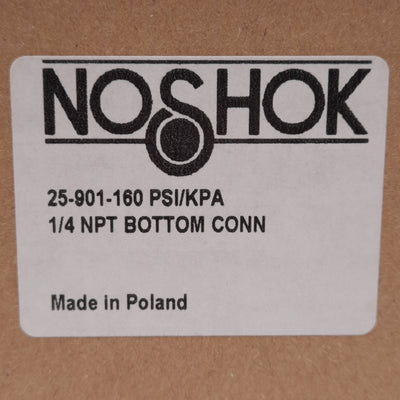 NOSHOK
25-901-160 PSI/KPA
1/4 NPT BOTTOM CONN
Made in Poland